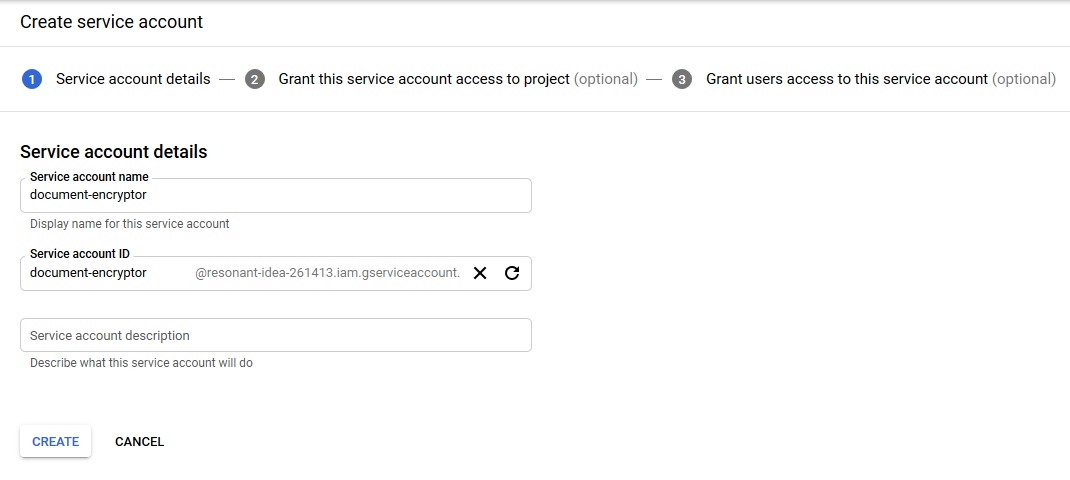 Create service account
1 Service account details — 2 Grant this service account access to project (optional) — 3 Grant users access to this service account (optional)
Service account details
Service account name
document-encryptor
Display name for this service account
Service account ID
document-encryptor @resonant-idea-261413.iam.gserviceaccount.
Service account description
Describe what this service account will do
CREATE CANCEL